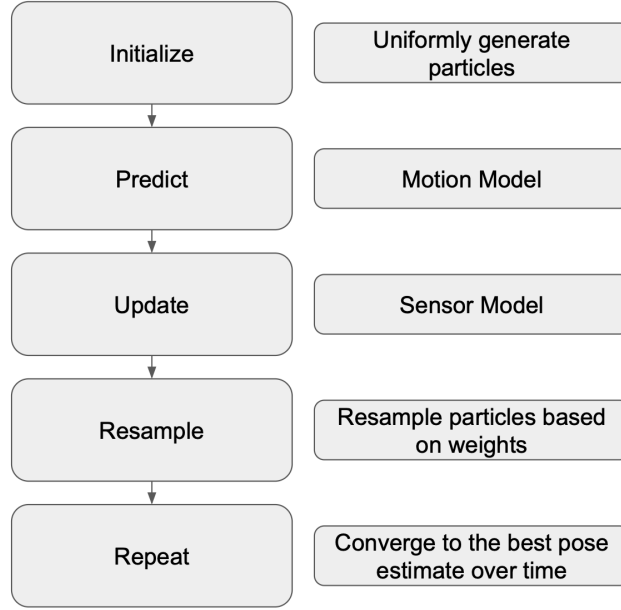 Initialize
Uniformly generate
particles
Predict
Motion Model
Update
Sensor Model
Resample
Resample particles based
on weights
Repeat
Converge to the best pose
estimate over time